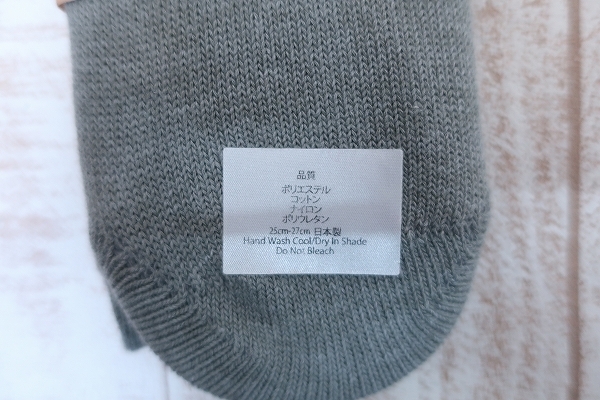 品質
ポリエステル
コットン
ナイロン
ポリウレタン
25cm-27cm 日本製
Hand Wash Cool/Dry In Shade
Do Not Bleach